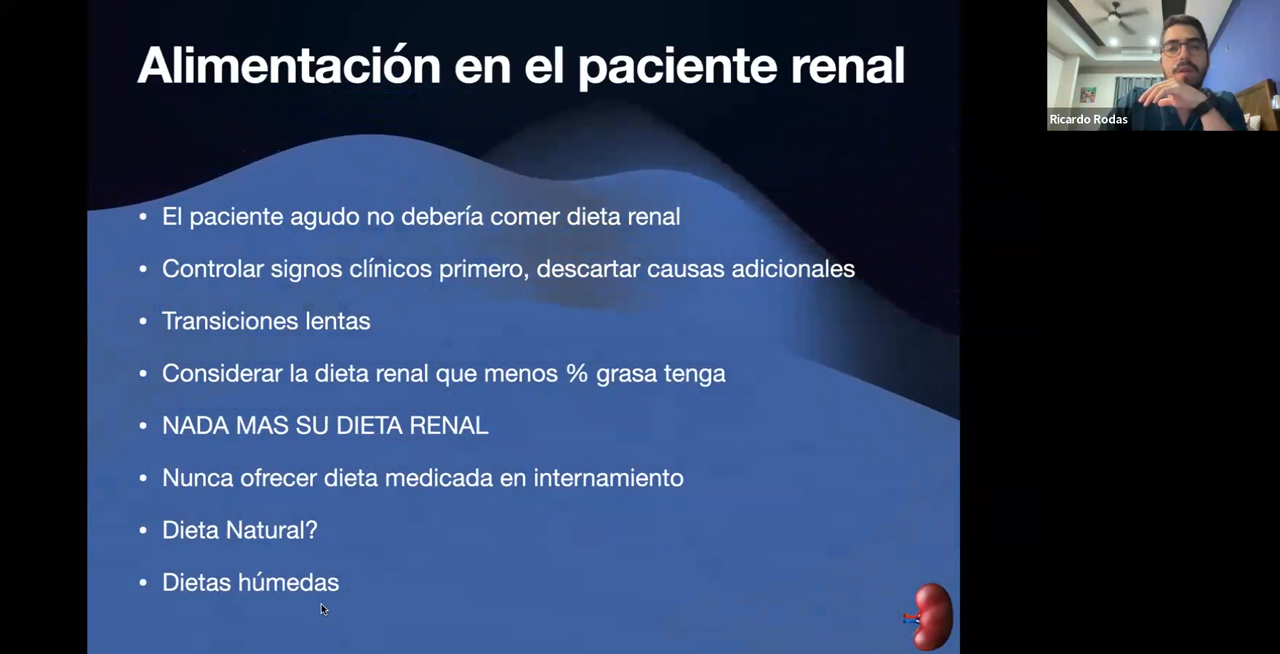 Alimentación en el paciente renal
Ricardo Rodas
• El paciente agudo no debería comer dieta renal
• Controlar signos clínicos primero, descartar causas adicionales
• Transiciones lentas
• Considerar la dieta renal que menos % grasa tenga
• NADA MAS SU DIETA RENAL
• Nunca ofrecer dieta medicada en internamiento
• Dieta Natural?
• Dietas húmedas